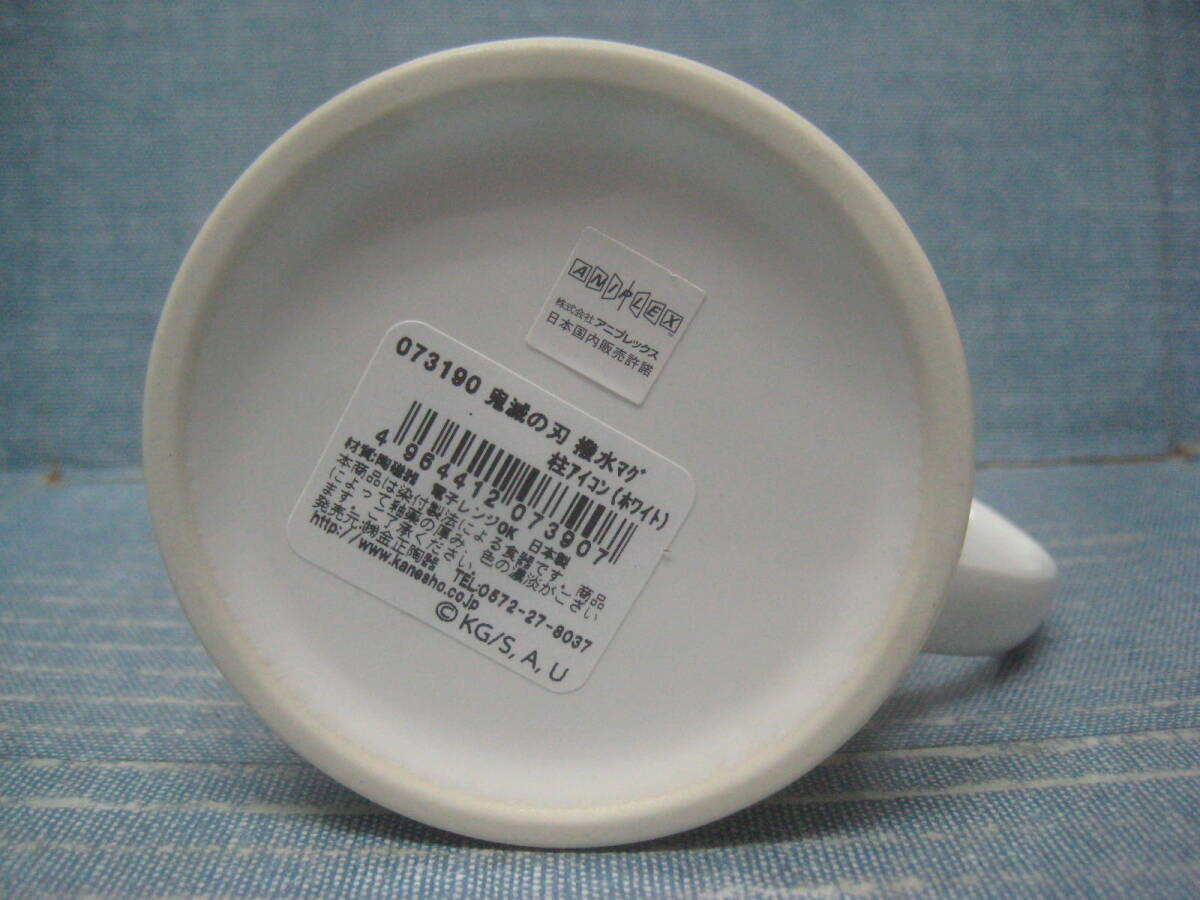 ANIPLEX
株式会社アニプレックス
日本国内販売許諾
073190 鬼滅の刃 撥水マグ
柱アイコン(ホワイト)
4 964412 073907
材質:陶磁器 電子レンジOK 日本製
本商品は染付製法による食器です。商品
によって釉薬の厚み、色の濃淡がござい
ます。ご了承ください。
発売元:㈱金正陶器 TEL:0572-27-8037
http://www.kanesho.co.jp
©KG/S, A, U